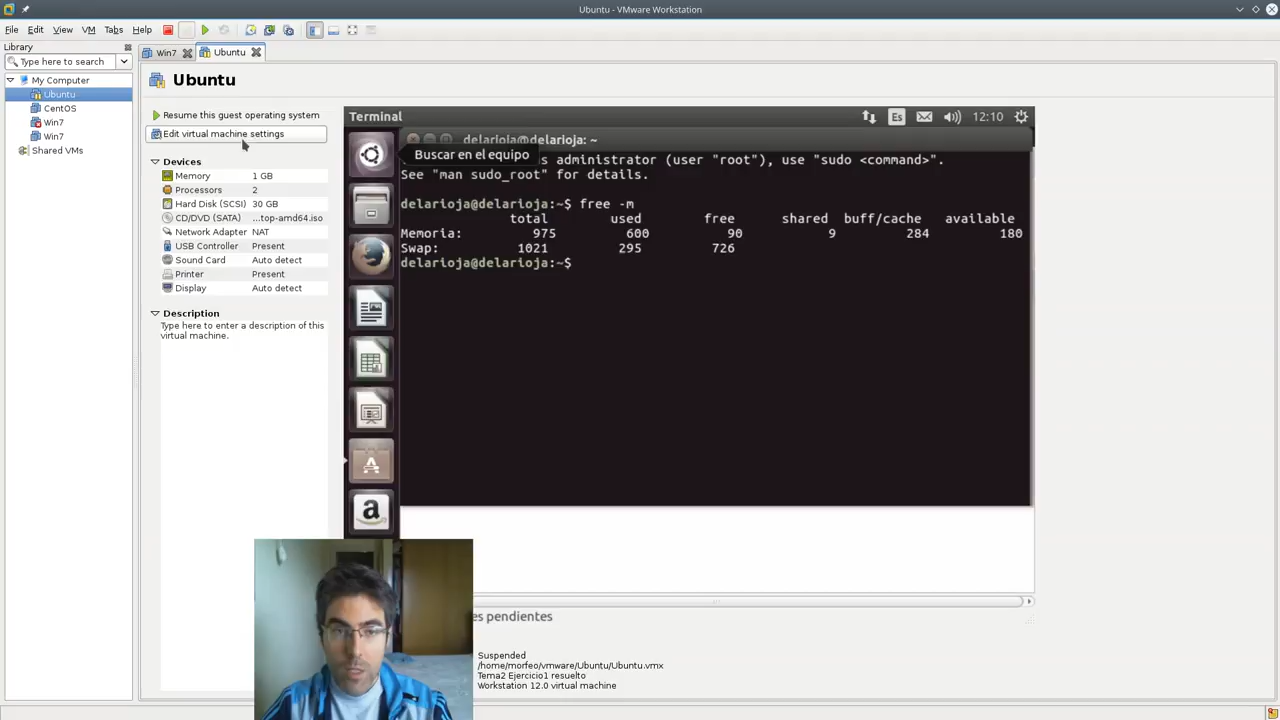 Ubuntu - VMware Workstation
File Edit View VM Tabs Help
Library
Type here to search
My Computer
Ubuntu
CentOS
Win7
Win7
Shared VMs
Win7 Ubuntu
Ubuntu
Resume this guest operating system
Edit virtual machine settings
Devices
Memory 1 GB
Processors 2
Hard Disk (SCSI) 30 GB
CD/DVD (SATA) ...top-amd64.iso
Network Adapter NAT
USB Controller Present
Sound Card Auto detect
Printer Present
Display Auto detect
Description
Type here to enter a description of this
virtual machine.
Terminal Es 12:10
delarioja@delarioja: ~
Buscar en el equipo
s administrator (user "root"), use "sudo <command>".
See "man sudo_root" for details.
delarioja@delarioja:~$ free -m
total used free shared buff/cache available
Memoria: 975 600 90 9 284 180
Swap: 1021 295 726
delarioja@delarioja:~$
a
es pendientes
Suspended
/home/morfeo/vmware/Ubuntu/Ubuntu.vmx
Tema2 Ejercicio1 resuelto
Workstation 12.0 virtual machine